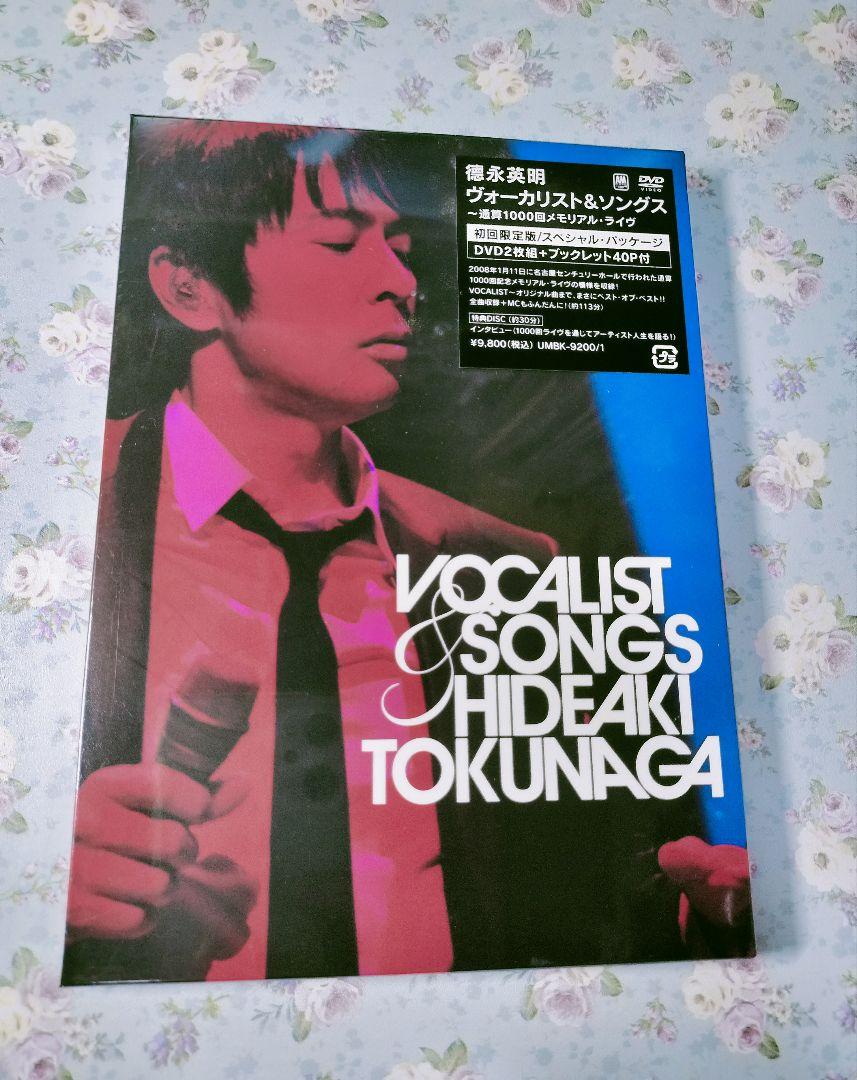 徳永英明
ヴォーカリスト&ソングス
～通算1000回メモリアル・ライヴ
初回限定版/スペシャル・パッケージ
DVD2枚組+ブックレット40P付
2008年1月11日に名古屋センチュリーホールで行われた通算
1000回記念メモリアル・ライヴの模様を収録!
VOCALIST～オリジナル曲まで、まさにベスト・オブ・ベスト!!
全曲収録+MCもふんだんに!(約113分)
特典DISC (約30分)
インタビュー(1000回ライヴを通じてアーティスト人生を語る!)
¥9,800(税込) UMBK-9200/1
AM
DVD
VIDEO
プラ
VOCALIST
& SONGS
HIDEAKI
TOKUNAGA